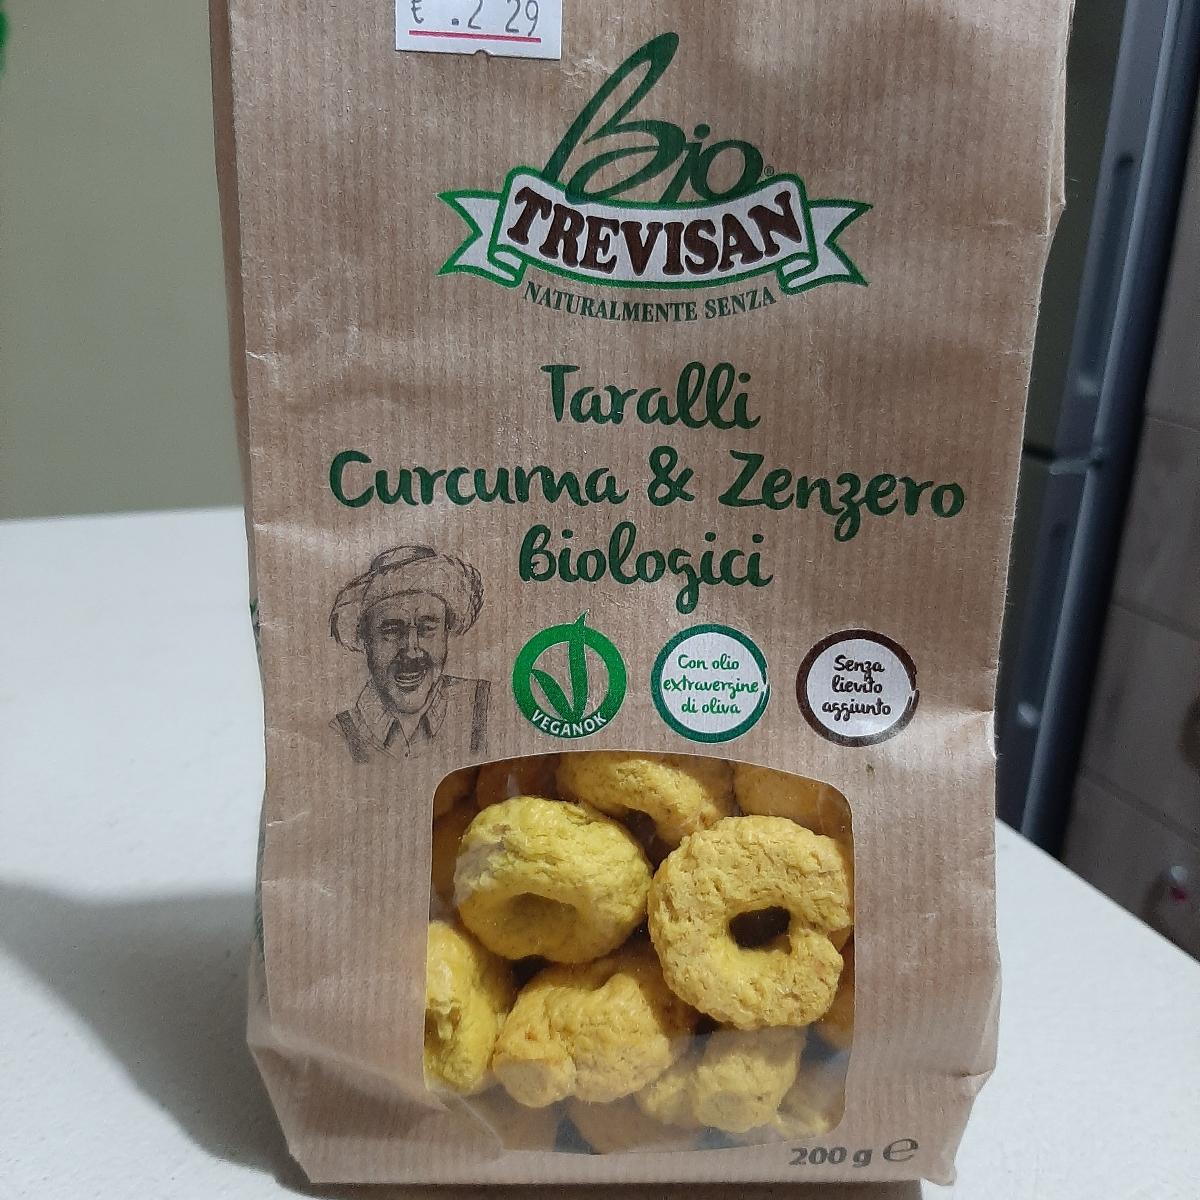 € .2 29
Bio®
TREVISAN
NATURALMENTE SENZA
Taralli
Curcuma & Zenzero
Biologici
VEGANOK
Con olio
extravergine
di oliva
Senza
lievito
aggiunto
200 g ℮